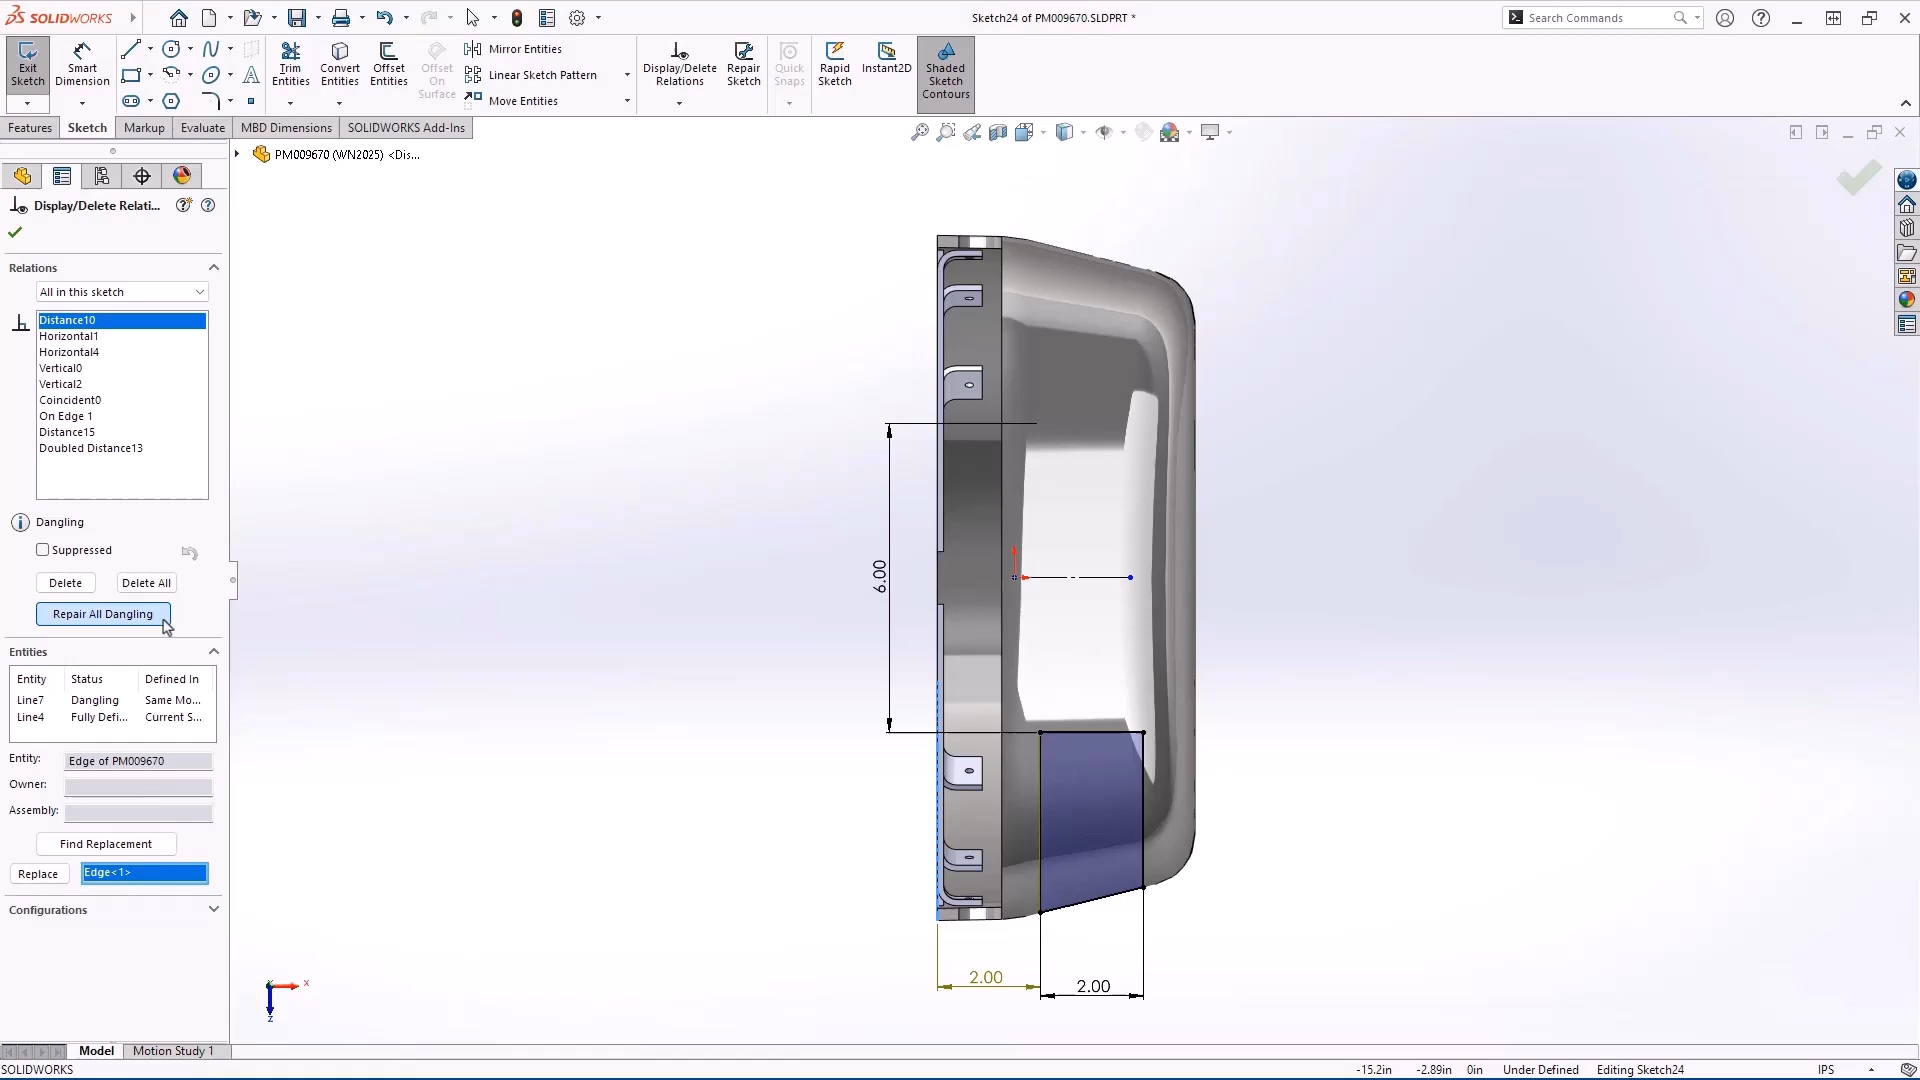 SOLIDWORKS
Sketch24 of PM009670.SLDPRT *
Search Commands
Exit Sketch
Smart Dimension
Trim Entities
Convert Entities
Offset Entities
Offset On Surface
Mirror Entities
Linear Sketch Pattern
Move Entities
Display/Delete Relations
Repair Sketch
Quick Snaps
Rapid Sketch
Instant2D
Shaded Sketch Contours
Features
Sketch
Markup
Evaluate
MBD Dimensions
SOLIDWORKS Add-Ins
PM009670 (WN2025) <Dis...
Display/Delete Relati...
Relations
All in this sketch
Distance10
Horizontal1
Horizontal4
Vertical0
Vertical2
Coincident0
On Edge 1
Distance15
Doubled Distance13
Dangling
Suppressed
Delete
Delete All
Repair All Dangling
Entities
Entity Status Defined In
Line7 Dangling Same Mo...
Line4 Fully Defi... Current S...
Entity: Edge of PM009670
Owner:
Assembly:
Find Replacement
Replace Edge<1>
Configurations
6.00
2.00
2.00
x
z
Model
Motion Study 1
SOLIDWORKS
-15.2in
-2.89in
0in
Under Defined
Editing Sketch24
IPS